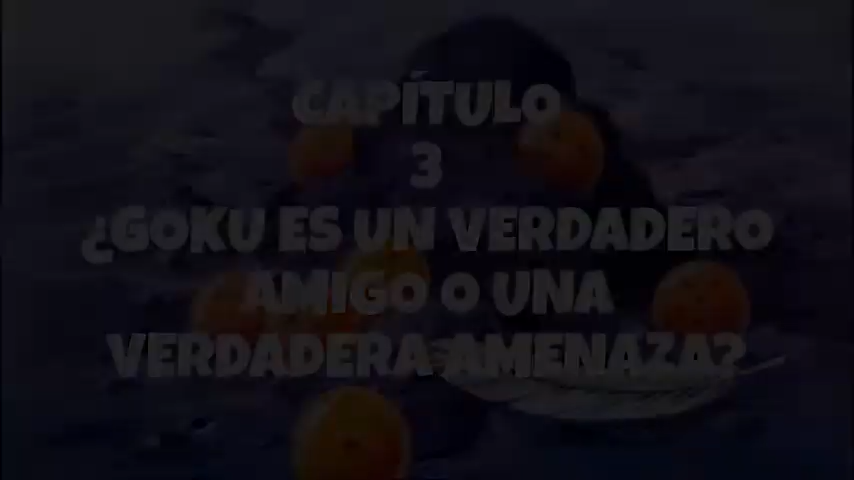 CAPÍTULO
3
¿GOKU ES UN VERDADERO
AMIGO O UNA
VERDADERA AMENAZA?